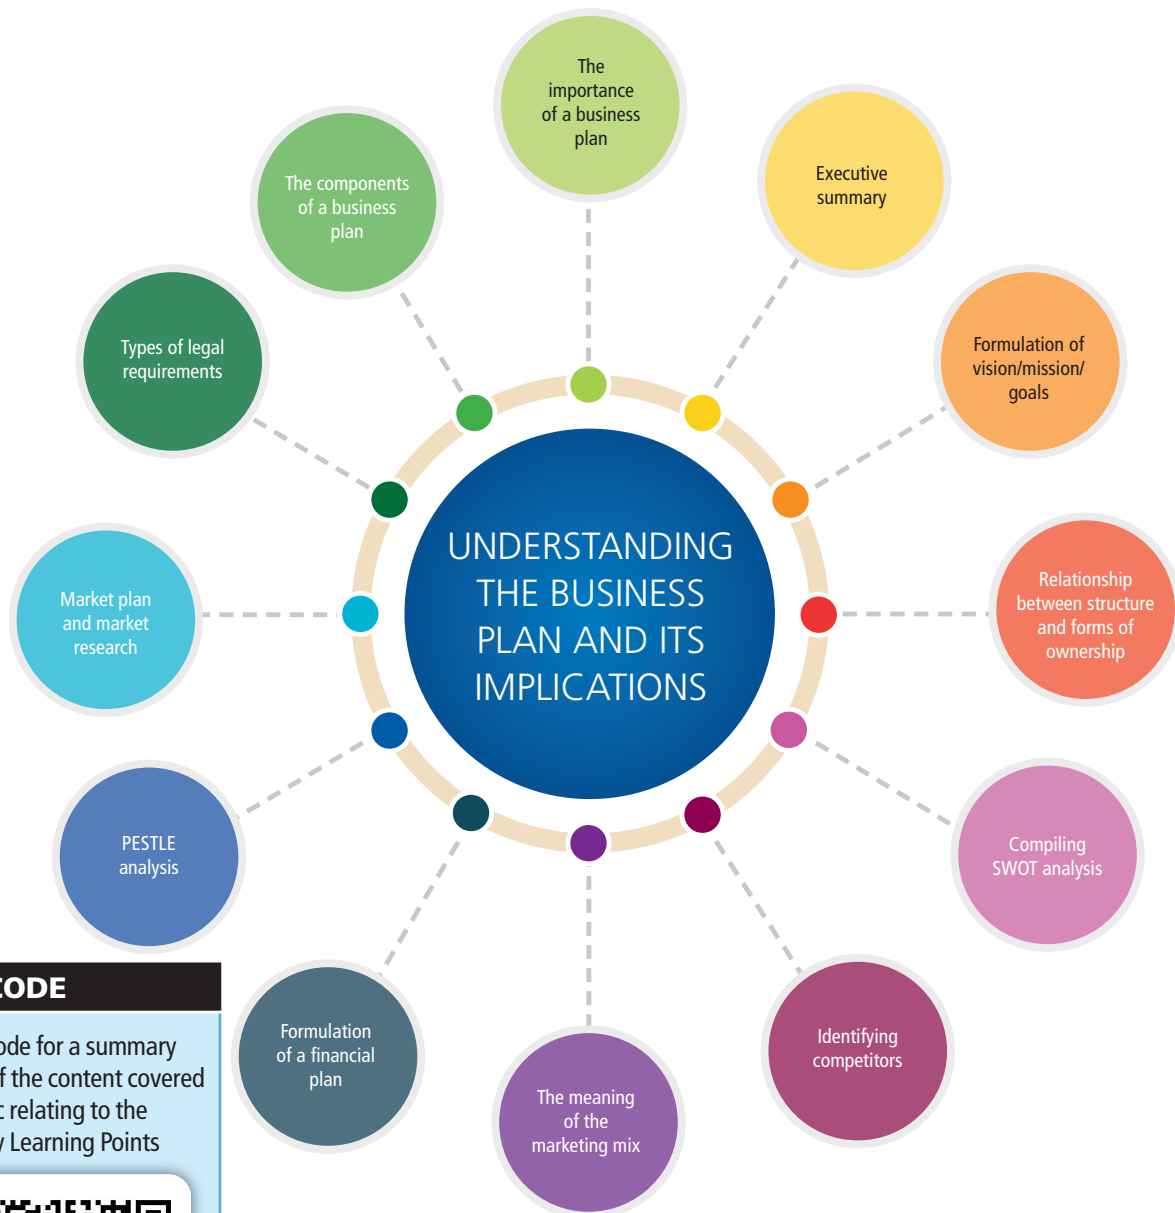 The
importance
of a business
plan
Executive
summary
Formulation of
vision/mission/
goals
Relationship
between structure
and forms of
ownership
Compiling
SWOT analysis
Identifying
competitors
The meaning
of the
marketing mix
Formulation
of a financial
plan
PESTLE
analysis
Market plan
and market
research
Types of legal
requirements
The components
of a business
plan
UNDERSTANDING
THE BUSINESS
PLAN AND ITS
IMPLICATIONS
CODE
ode for a summary
f the content covered
c relating to the
y Learning Points